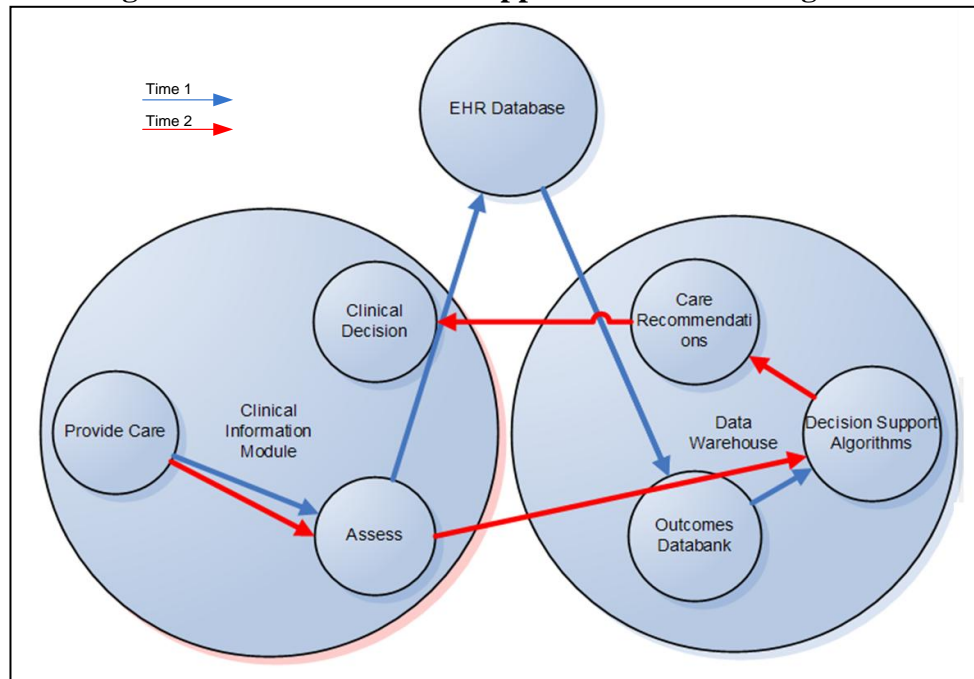 Time 1
Time 2
EHR Database
Clinical
Decision
Care
Recommendati
ons
Provide Care
Clinical
Information
Module
Data
Warehouse
Decision Support
Algorithms
Assess
Outcomes
Databank